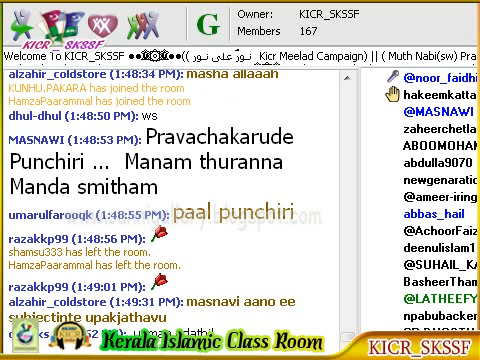 G
Owner: KICR_SKSSF
Members 167
KICR_SKSSF
Welcome To KICR_SKSSF نورٌ على نور ))Kicr Meelad Campaign) || ( Muth Nabi(sw) Pra
alzahir_coldstore (1:48:34 PM): masha allaaah
KUNHU.PAKARA has joined the room
HamzaPaarammal has joined the room
dhul-dhul (1:48:50 PM): ws
MASNAWI (1:48:53 PM): Pravachakarude
Punchiri ... Manam thuranna
Manda smitham
umarulfarooqk (1:48:55 PM): paal punchiri
razakkp99 (1:48:56 PM):
shamsu333 has left the room.
HamzaPaarammal has left the room.
razakkp99 (1:49:01 PM):
alzahir_coldstore (1:49:31 PM): masnavi aano ee
subjectinte upakjathavu
@noor_faidhi
hakeemkatta
@MASNAWI
zaheerchetla
ABOOMOHAM
abdulla9070
newgenaratio
@ameer-iring
abbas_hail
@AchoorFaiz
deenulislam1
@SUHAIL_KA
BasheerTham
@LATHEEFY
npabubacker
KICR SKSSF
Kerala Islamic Class Room
KICR_SKSSF